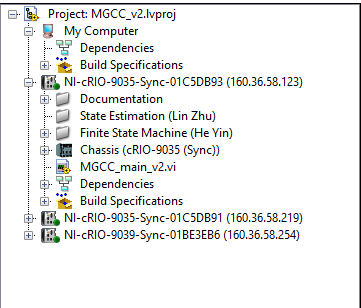 Project: MGCC_v2.lvproj
My Computer
Dependencies
Build Specifications
NI-cRIO-9035-Sync-01C5DB93 (160.36.58.123)
Documentation
State Estimation (Lin Zhu)
Finite State Machine (He Yin)
Chassis (cRIO-9035 (Sync))
MGCC_main_v2.vi
Dependencies
Build Specifications
NI-cRIO-9035-Sync-01C5DB91 (160.36.58.219)
NI-cRIO-9039-Sync-01BE3EB6 (160.36.58.254)